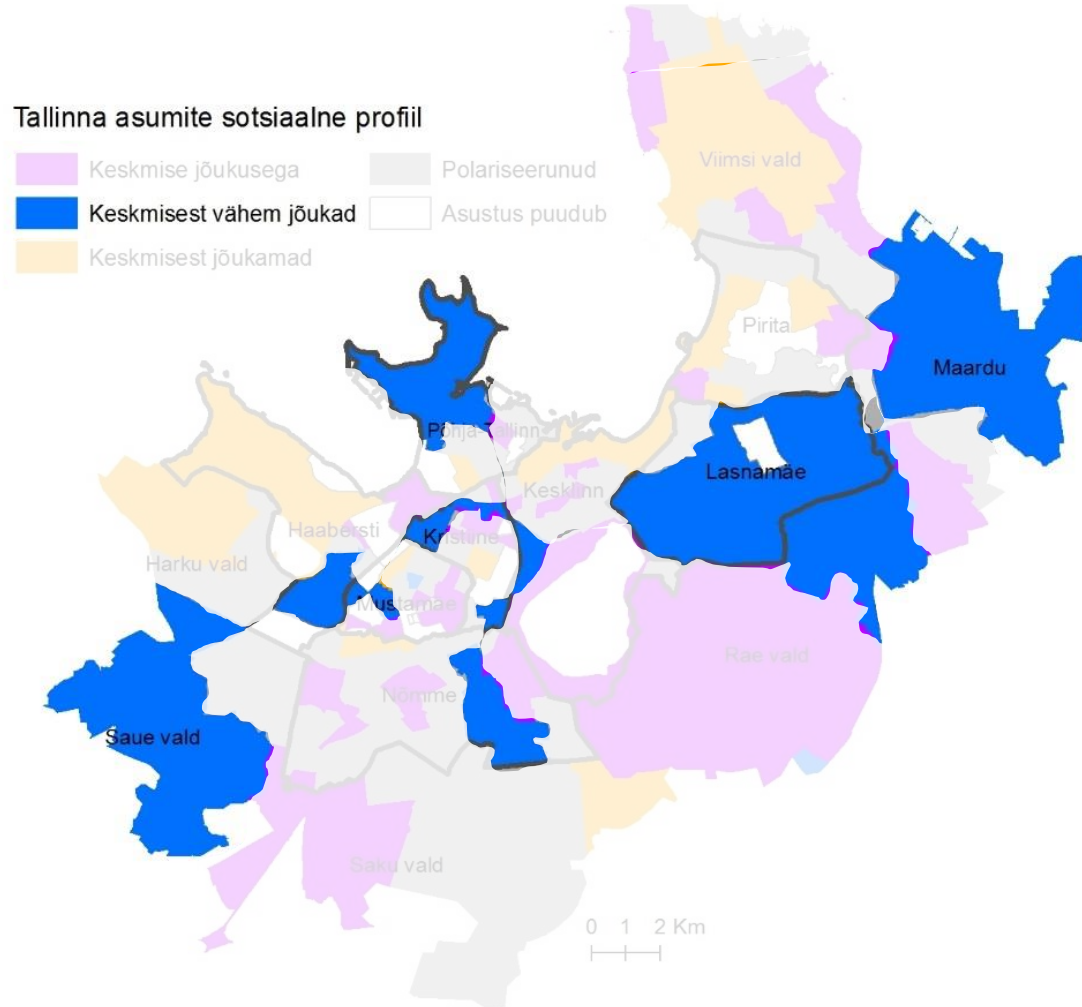 Tallinna asumite sotsiaalne profiil
Keskmise jõukusega
Polariseerunud
Keskmisest vähem jõukad
Asustus puudub
Keskmisest jõukamad
Viimsi vald
Pirita
Maardu
Põhja-Tallinn
Lasnamäe
Kesklinn
Haabersti
Kristiine
Harku vald
Mustamäe
Rae vald
Nõmme
Saue vald
Saku vald
0 1 2 Km